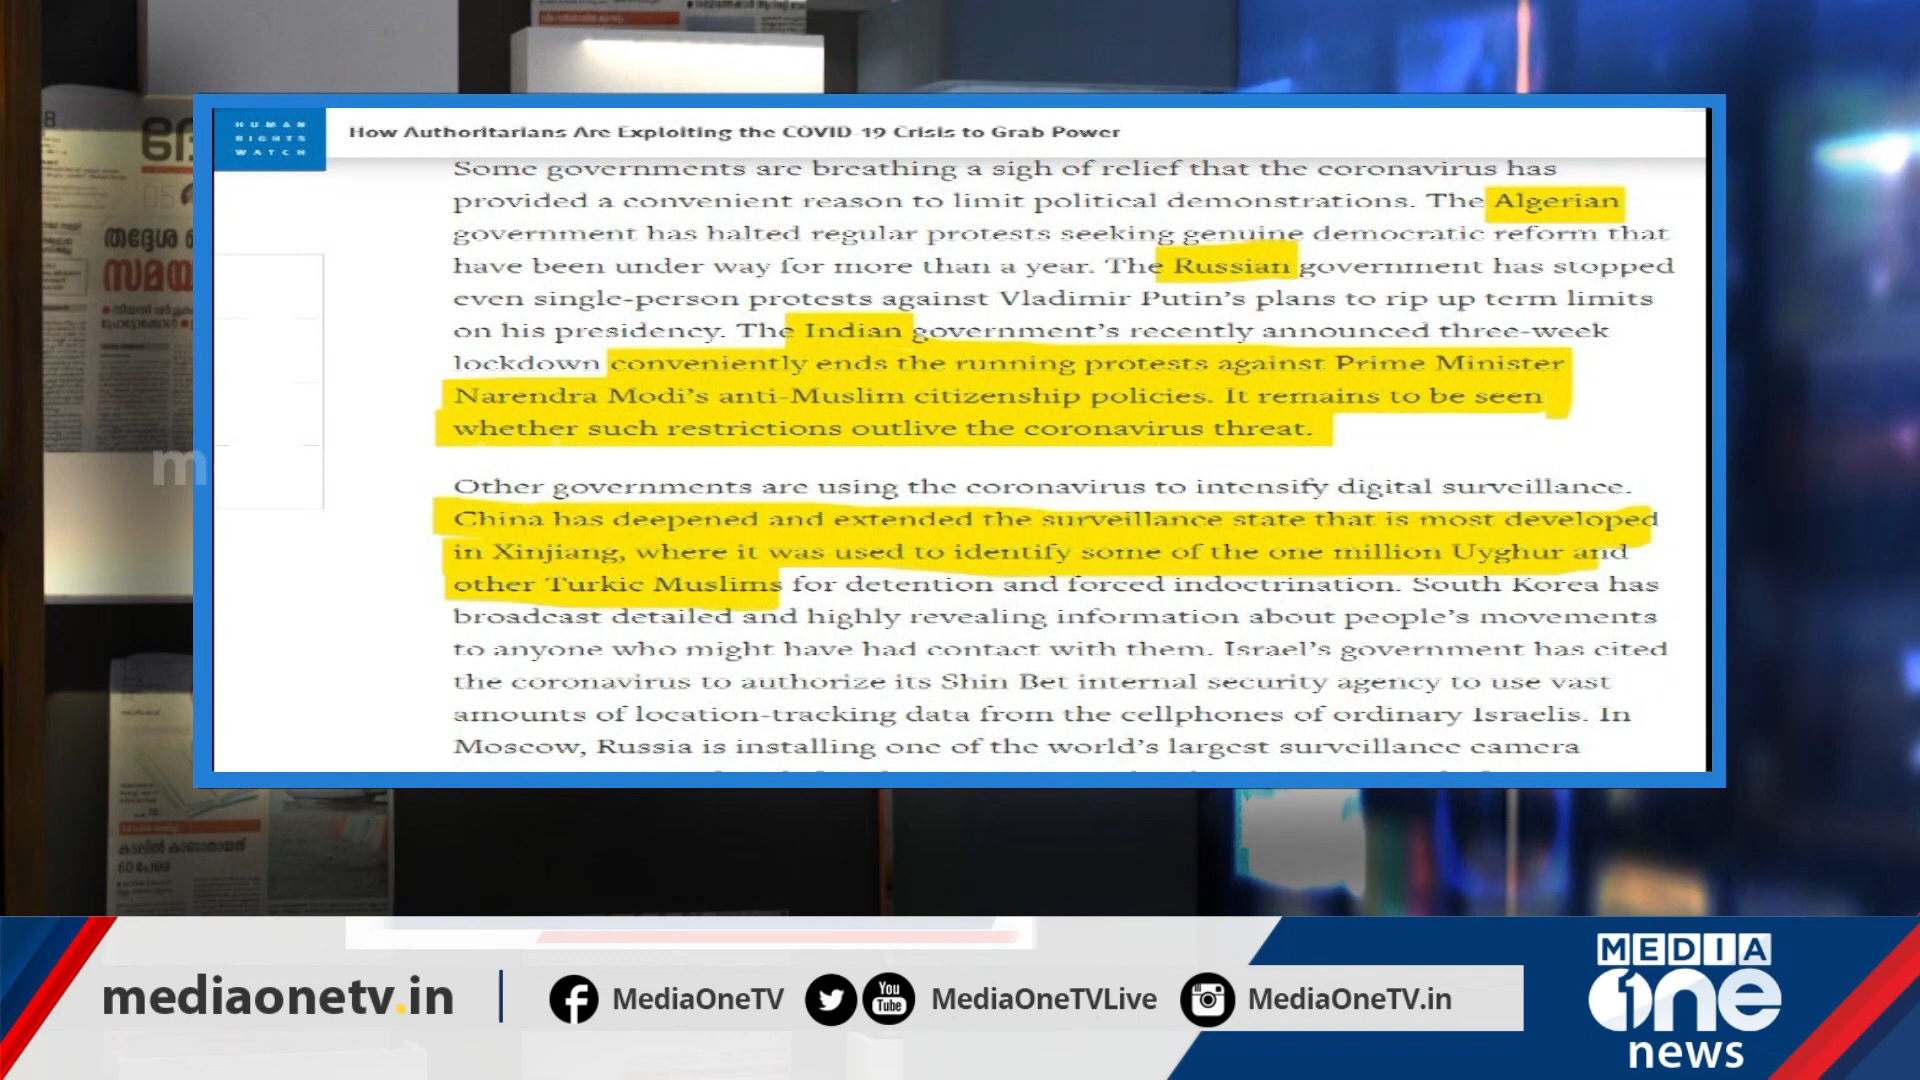 HUMAN
RIGHTS
WATCH
How Authoritarians Are Exploiting the COVID-19 Crisis to Grab Power
Some governments are breathing a sigh of relief that the coronavirus has
provided a convenient reason to limit political demonstrations. The Algerian
government has halted regular protests seeking genuine democratic reform that
have been under way for more than a year. The Russian government has stopped
even single-person protests against Vladimir Putin's plans to rip up term limits
on his presidency. The Indian government's recently announced three-week
lockdown conveniently ends the running protests against Prime Minister
Narendra Modi's anti-Muslim citizenship policies. It remains to be seen
whether such restrictions outlive the coronavirus threat.
Other governments are using the coronavirus to intensify digital surveillance.
China has deepened and extended the surveillance state that is most developed
in Xinjiang, where it was used to identify some of the one million Uyghur and
other Turkic Muslims for detention and forced indoctrination. South Korea has
broadcast detailed and highly revealing information about people's movements
to anyone who might have had contact with them. Israel's government has cited
the coronavirus to authorize its Shin Bet internal security agency to use vast
amounts of location-tracking data from the cellphones of ordinary Israelis. In
Moscow, Russia is installing one of the world's largest surveillance camera
തദ്ദേശ
സമയ
കടലിൽ കാണാതായത്
60 പേരെ
mediaonetv.in
MediaOneTV
You
Tube
MediaOneTVLive
MediaOneTV.in
MEDIA
one
news